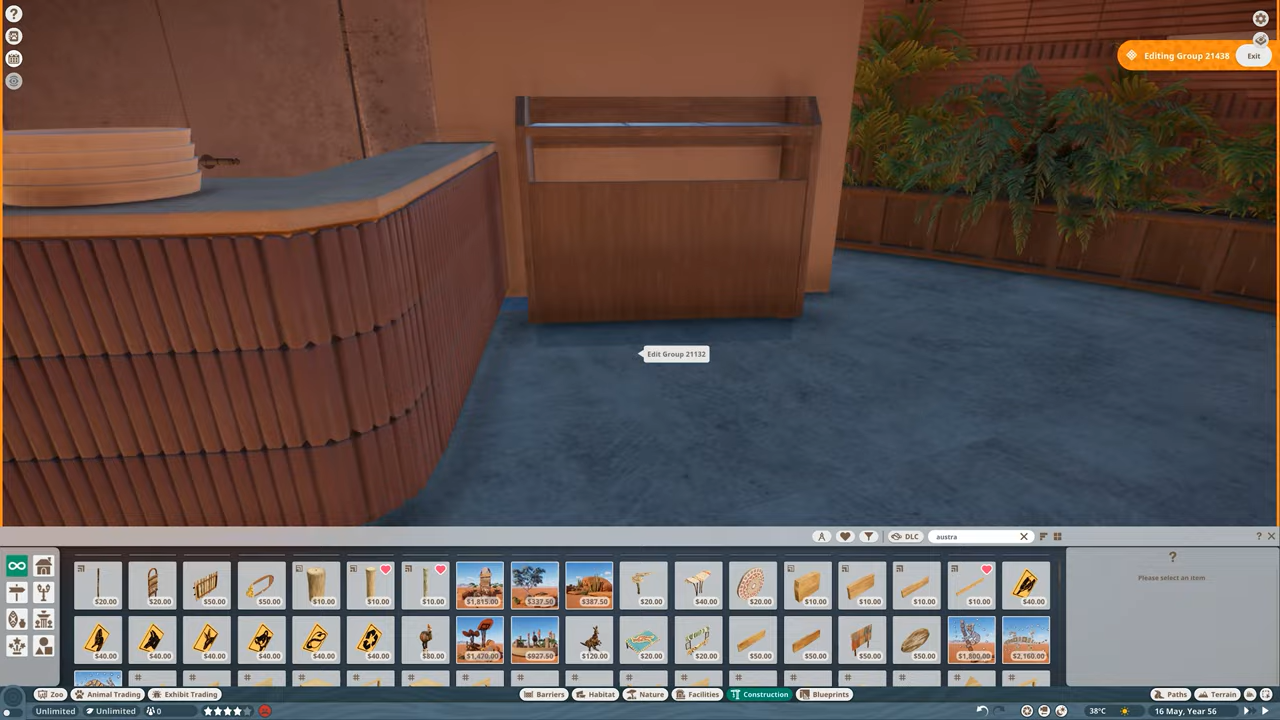 Editing Group 21438
Exit
Edit Group 21132
DLC
austra
Please select an item
$20.00 $20.00 $50.00 $50.00 $10.00 $10.00 $10.00 $1,815.00 $337.50 $387.50 $20.00 $40.00 $20.00 $10.00 $10.00 $10.00 $10.00 $40.00
$40.00 $40.00 $40.00 $40.00 $40.00 $40.00 $80.00 $1,470.00 $927.50 $120.00 $20.00 $20.00 $50.00 $50.00 $50.00 $50.00 $1,800.00 $2,160.00
Zoo Animal Trading Exhibit Trading Barriers Habitat Nature Facilities Construction Blueprints Paths Terrain
Unlimited Unlimited 0 38°C 16 May, Year 56